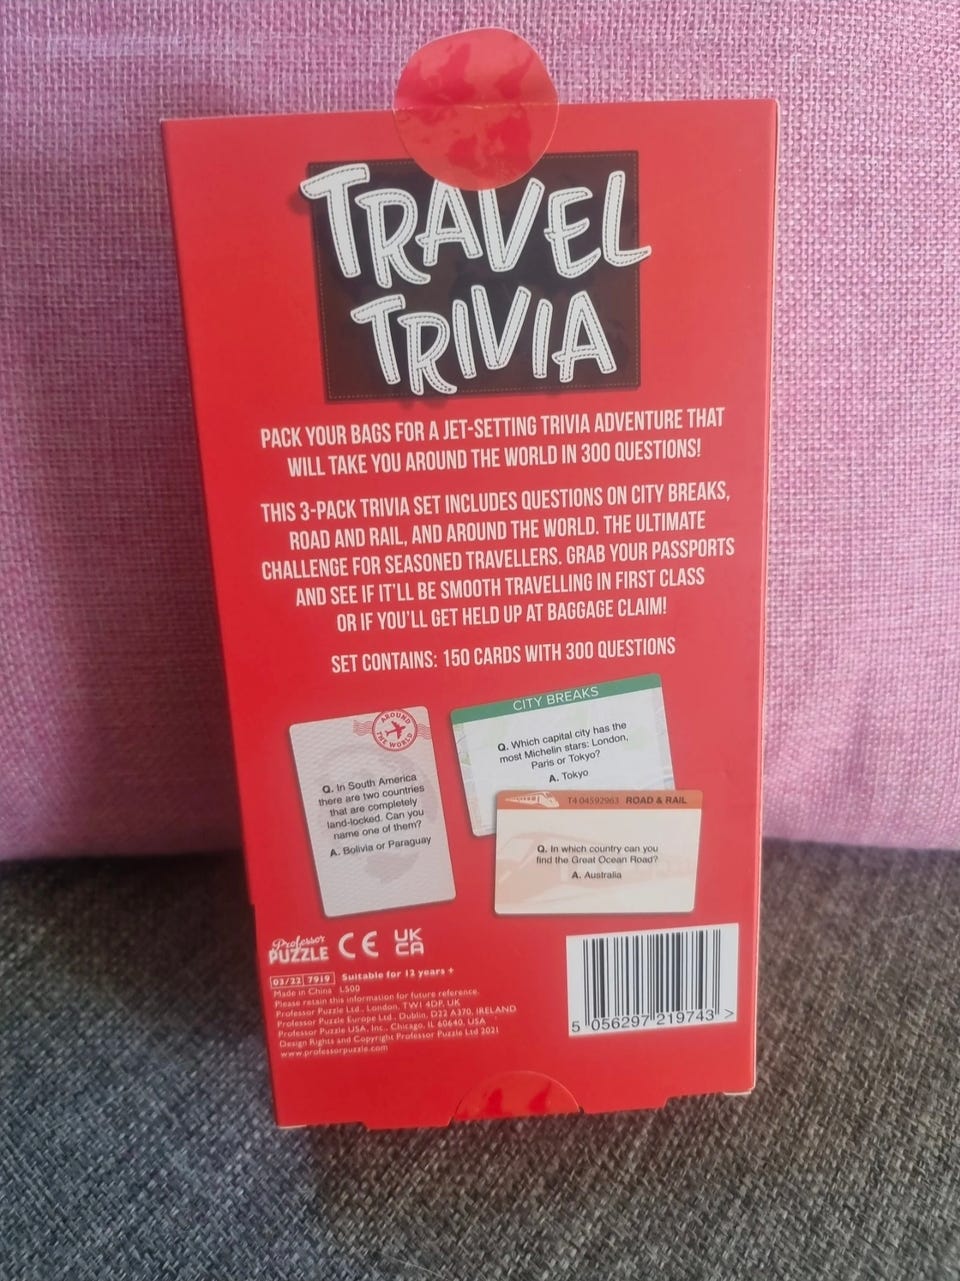 TRAVEL
TRIVIA
PACK YOUR BAGS FOR A JET-SETTING TRIVIA ADVENTURE THAT
WILL TAKE YOU AROUND THE WORLD IN 300 QUESTIONS!
THIS 3-PACK TRIVIA SET INCLUDES QUESTIONS ON CITY BREAKS,
ROAD AND RAIL, AND AROUND THE WORLD. THE ULTIMATE
CHALLENGE FOR SEASONED TRAVELLERS. GRAB YOUR PASSPORTS
AND SEE IF IT'LL BE SMOOTH TRAVELLING IN FIRST CLASS
OR IF YOU'LL GET HELD UP AT BAGGAGE CLAIM!
SET CONTAINS: 150 CARDS WITH 300 QUESTIONS
AROUND
THE WORLD
Q. In South America
there are two countries
that are completely
land-locked. Can you
name one of them?
A. Bolivia or Paraguay
CITY BREAKS
Q. Which capital city has the
most Michelin stars: London,
Paris or Tokyo?
A. Tokyo
T4 04592963 ROAD & RAIL
Q. In which country can you
find the Great Ocean Road?
A. Australia
Professor
PUZZLE
CE
UK
CA
03/22 7919 Suitable for 12 years +
Made in China L500
Please retain this information for future reference.
Professor Puzzle Ltd., London, TW1 4DP, UK
Professor Puzzle Europe Ltd., Dublin, D22 A370, IRELAND
Professor Puzzle USA, Inc., Chicago, IL 60640, USA
Design Rights and Copyright Professor Puzzle Ltd 2021
www.professorpuzzle.com
5 056297 219743 >